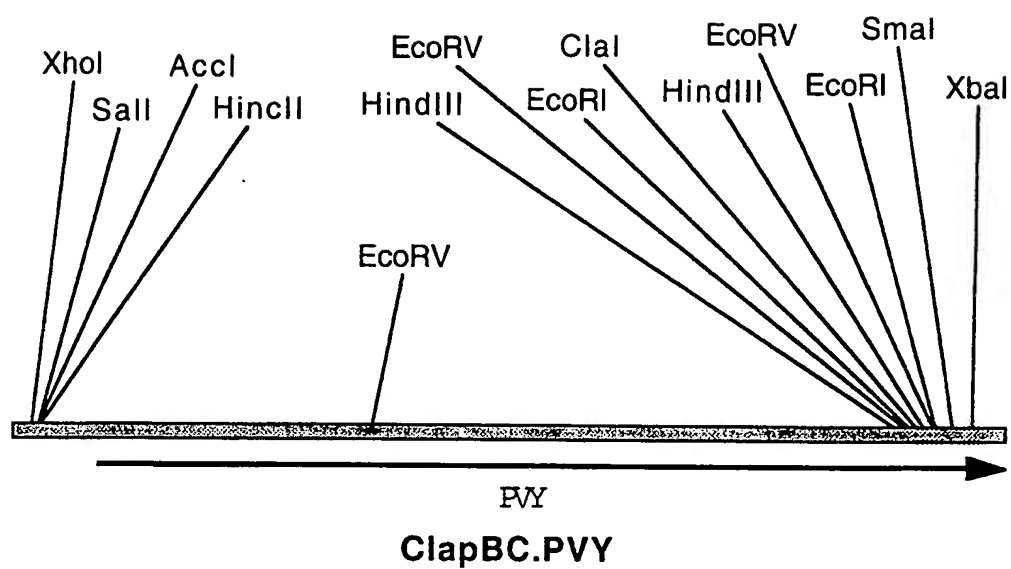 XhoI
SalI
AccI
HincII
HindIII
EcoRV
EcoRI
ClaI
HindIII
EcoRV
EcoRI
SmaI
XbaI
EcoRV
PVY
ClapBC.PVY